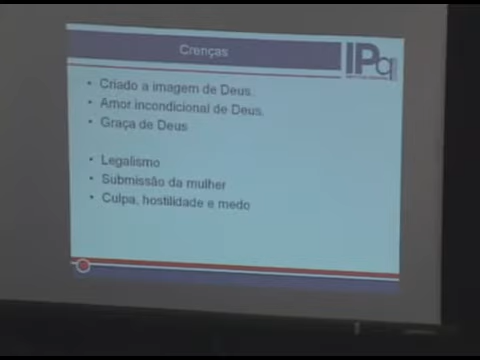 Crenças
IPq
• Criado a imagem de Deus.
• Amor incondicional de Deus.
• Graça de Deus
• Legalismo
• Submissão da mulher
• Culpa, hostilidade e medo